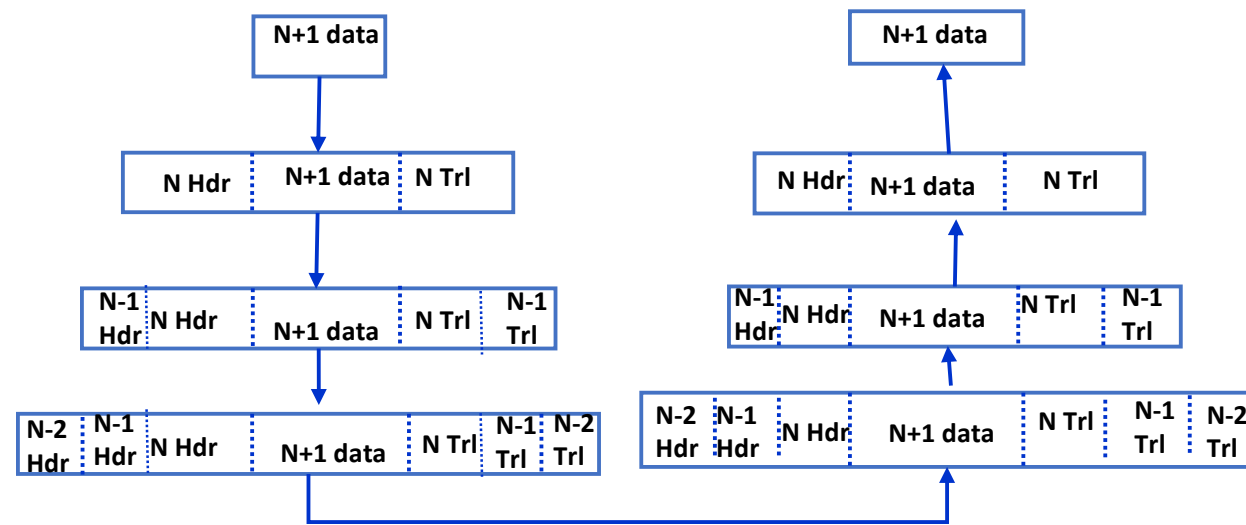 N+1 data
N Hdr N+1 data N Trl
N-1 N-1
Hdr N Hdr N+1 data N Trl Trl
N-2 N-1 N-1 N-2
Hdr Hdr N Hdr N+1 data N Trl Trl Trl
N+1 data
N Hdr N+1 data N Trl
N-1 N-1
Hdr N Hdr N+1 data N Trl Trl
N-2 N-1 N-1 N-2
Hdr Hdr N Hdr N+1 data N Trl Trl Trl